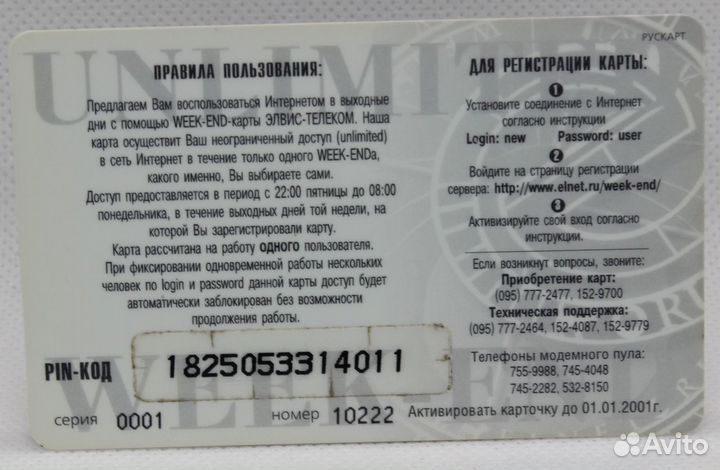 UNLIMITED
РУСКАРТ
ПРАВИЛА ПОЛЬЗОВАНИЯ:
Предлагаем Вам воспользоваться Интернетом в выходные
дни с помощью WEEK-END-карты ЭЛВИС-ТЕЛЕКОМ. Наша
карта осуществит Ваш неограниченный доступ (unlimited)
в сеть Интернет в течение только одного WEEK-ENDа,
какого именно, Вы выбираете сами.
Доступ предоставляется в период с 22:00 пятницы до 08:00
понедельника, в течение выходных дней той недели, на
которой Вы зарегистрировали карту.
Карта рассчитана на работу одного пользователя.
При фиксировании одновременной работы нескольких
человек по login и password данной карты доступ будет
автоматически заблокирован без возможности
продолжения работы.
ДЛЯ РЕГИСТРАЦИИ КАРТЫ:
1
Установите соединение с Интернет
согласно инструкции
Login: new Password: user
2
Войдите на страницу регистрации
сервера: http://www.elnet.ru/week-end/
3
Активизируйте свой вход согласно
инструкции.
Если возникнут вопросы, звоните:
Приобретение карт:
(095) 777-2477, 152-9700
Техническая поддержка:
(095) 777-2464, 152-4087, 152-9779
Телефоны модемного пула:
755-9988, 745-4048
745-2282, 532-8150
WEEK-END
PIN-КОД 1825053314011
серия 0001 номер 10222 Активировать карточку до 01.01.2001г.
Avito